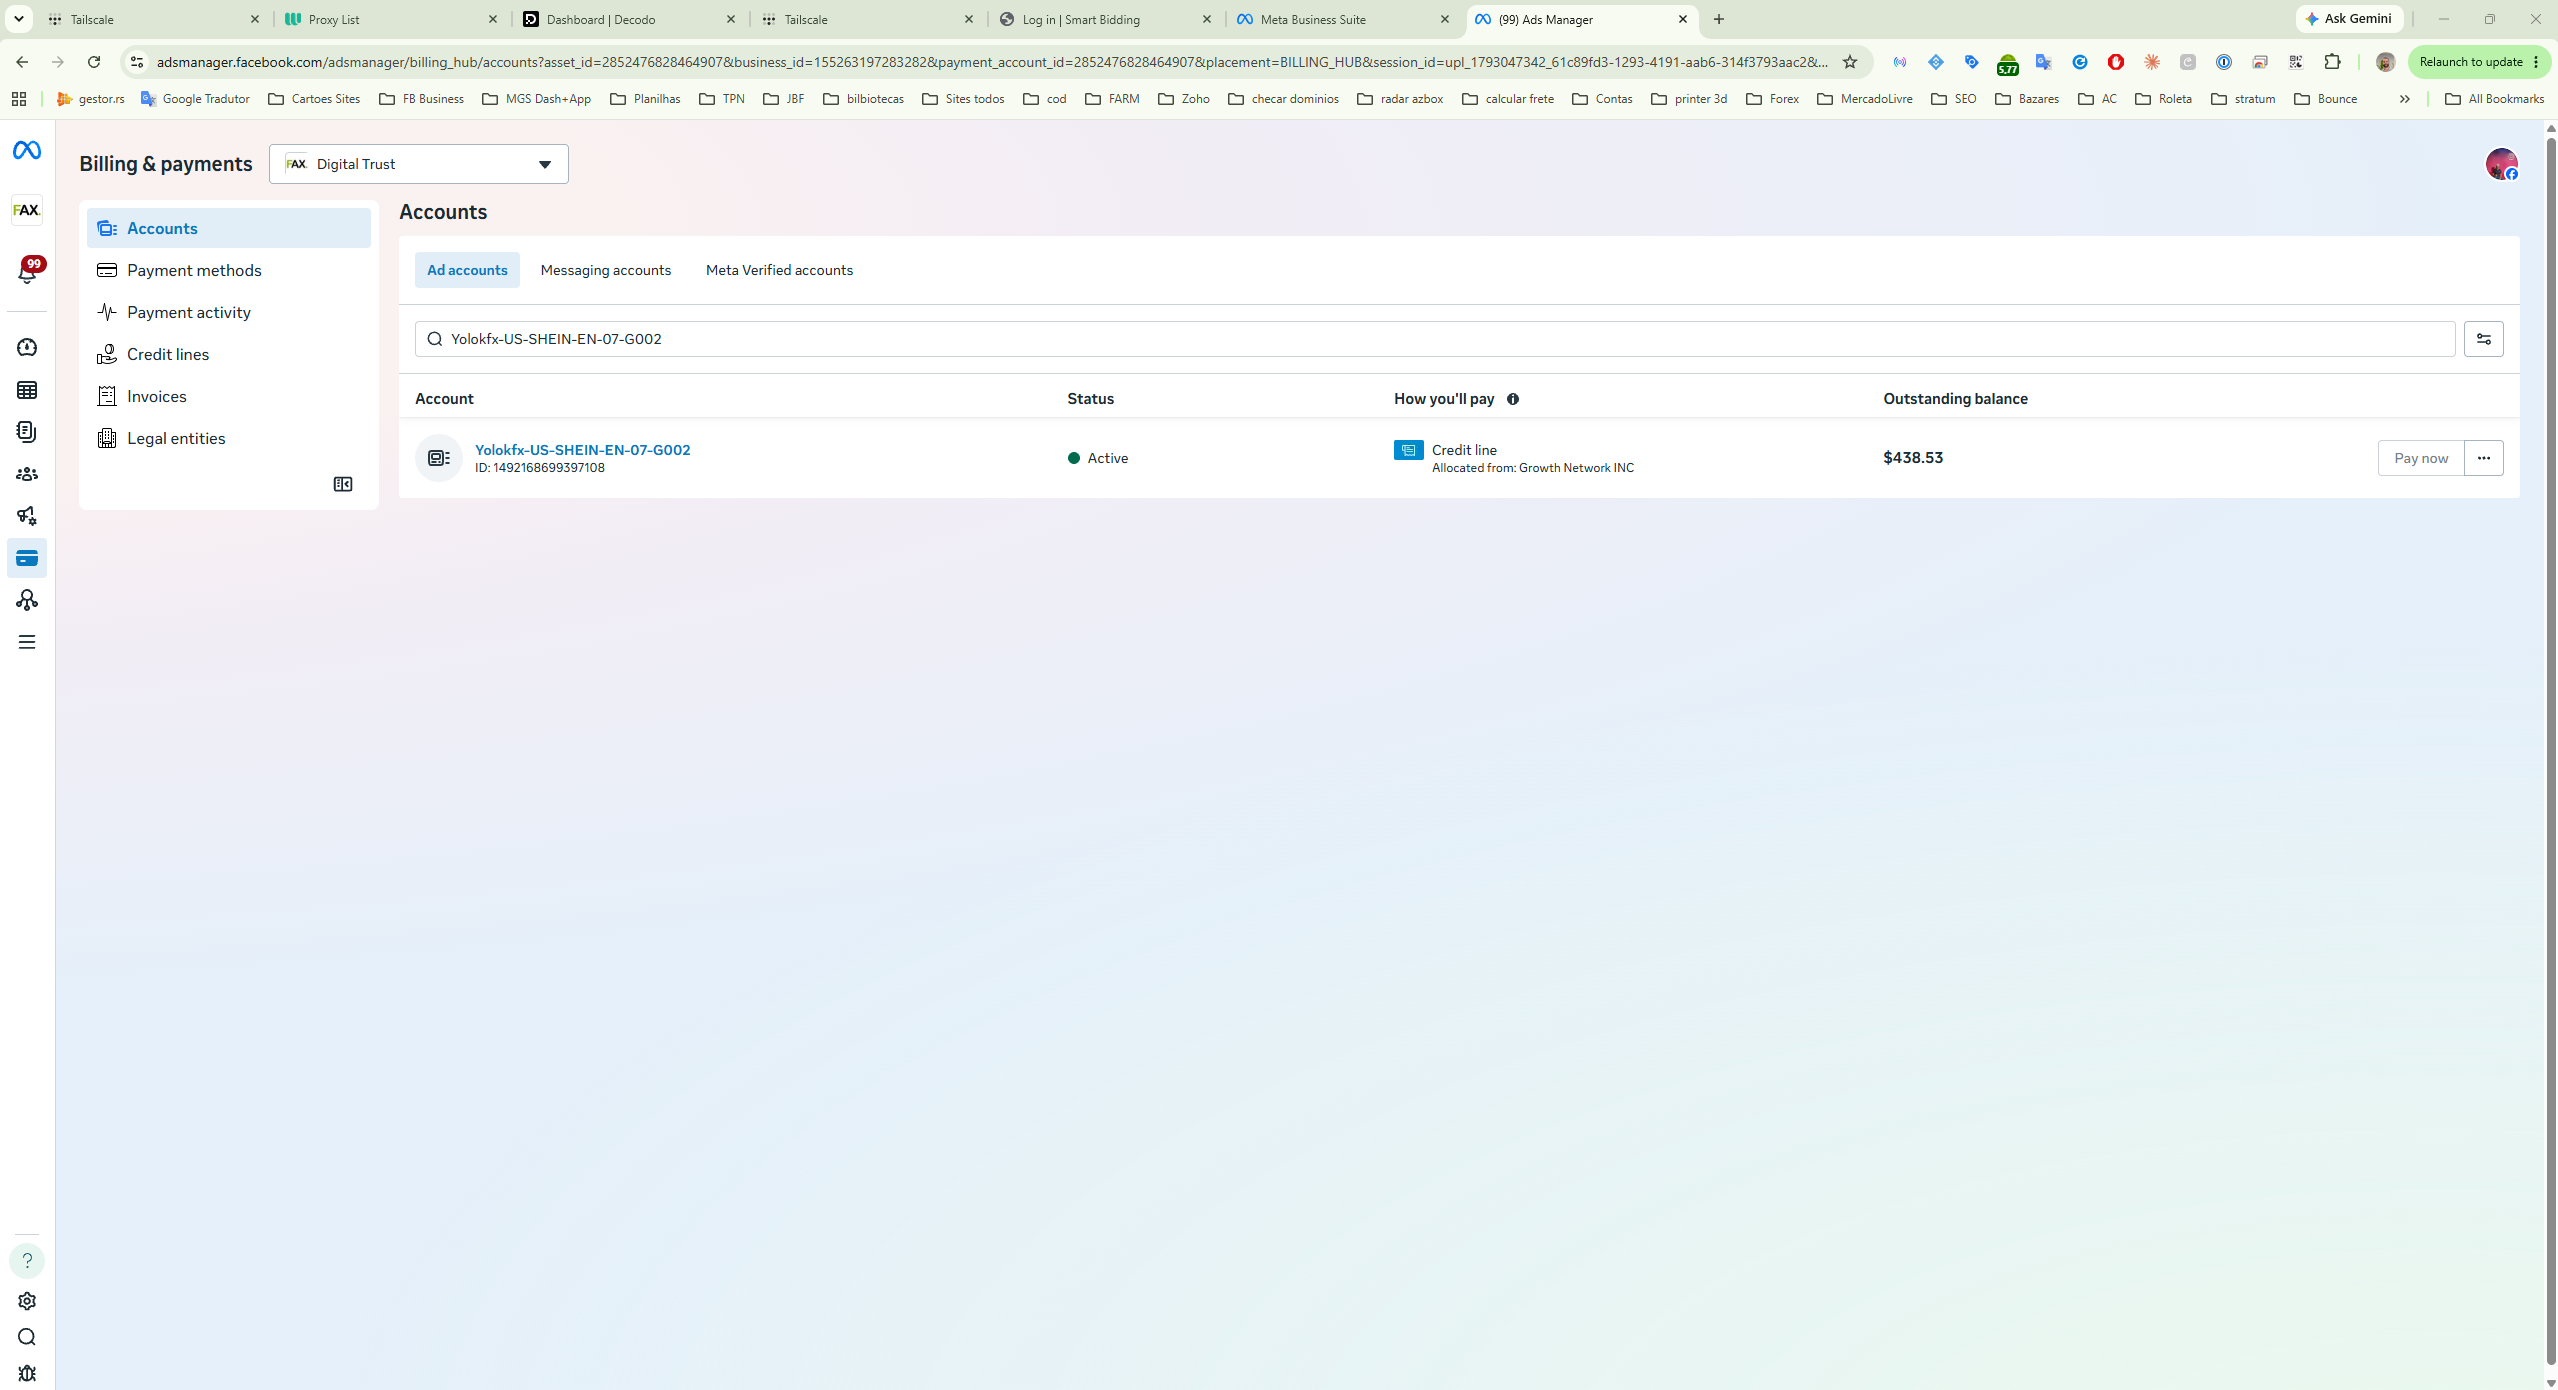 Tailscale
Proxy List
Dashboard | Decodo
Tailscale
Log in | Smart Bidding
Meta Business Suite
(99) Ads Manager
Ask Gemini
adsmanager.facebook.com/adsmanager/billing_hub/accounts?asset_id=2852476828464907&business_id=155263197283282&payment_account_id=2852476828464907&placement=BILLING_HUB&session_id=upl_1793047342_61c89fd3-1293-4191-aab6-314f3793aac2&...
5,77
Relaunch to update
gestor.rs
Google Tradutor
Cartoes Sites
FB Business
MGS Dash+App
Planilhas
TPN
JBF
bilbiotecas
Sites todos
cod
FARM
Zoho
checar dominios
radar azbox
calcular frete
Contas
printer 3d
Forex
MercadoLivre
SEO
Bazares
AC
Roleta
stratum
Bounce
All Bookmarks
Billing & payments
FAX.
Digital Trust
FAX.
99
Accounts
Payment methods
Payment activity
Credit lines
Invoices
Legal entities
Accounts
Ad accounts
Messaging accounts
Meta Verified accounts
Yolokfx-US-SHEIN-EN-07-G002
Account
Status
How you'll pay
Outstanding balance
Yolokfx-US-SHEIN-EN-07-G002
ID: 1492168699397108
Active
Credit line
Allocated from: Growth Network INC
$438.53
Pay now